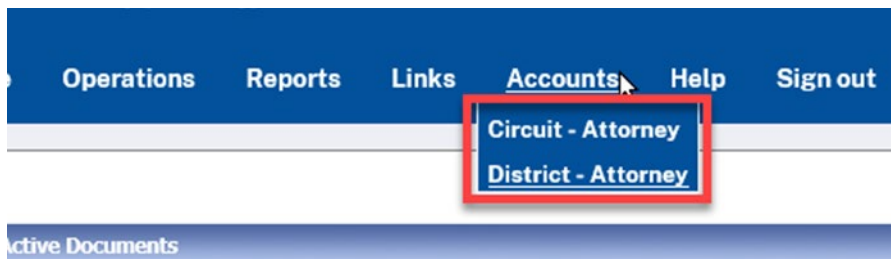 Operations Reports Links Accounts Help Sign out
Circuit - Attorney
District - Attorney
Active Documents